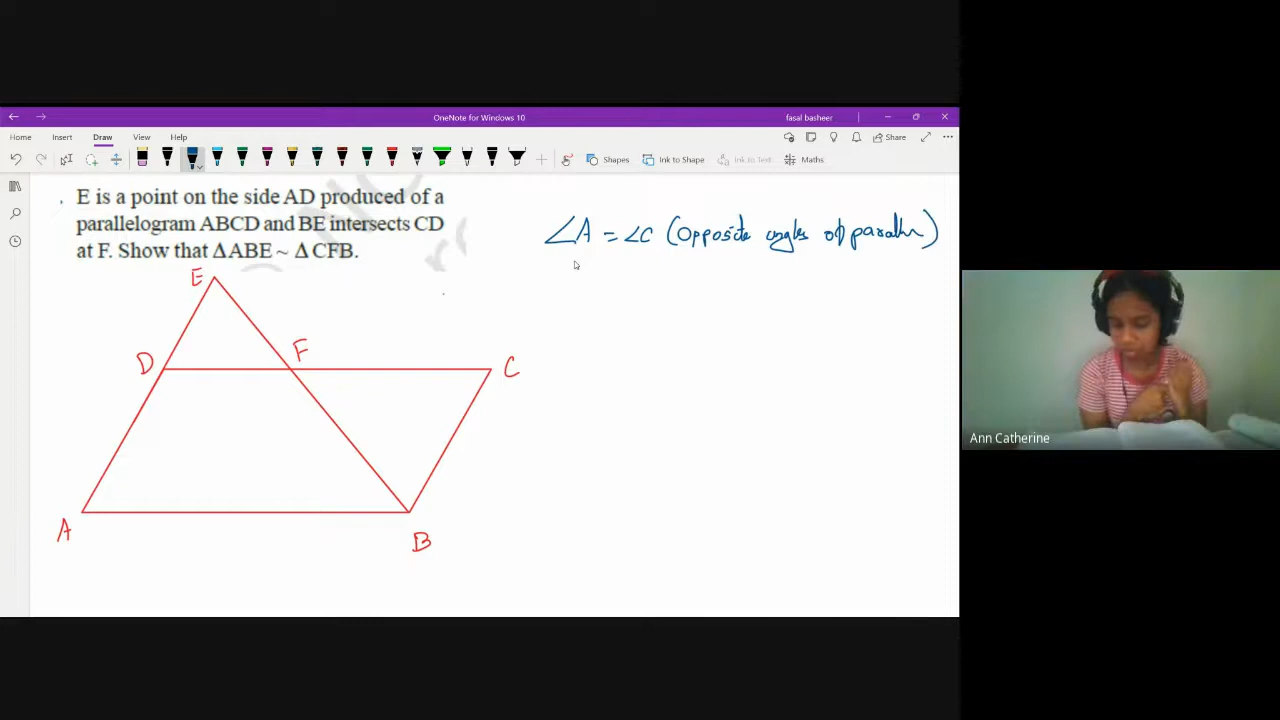 OneNote for Windows 10
fasal basheer
Home Insert Draw View Help
Share
Shapes Ink to Shape Ink to Text Maths
E is a point on the side AD produced of a
parallelogram ABCD and BE intersects CD
at F. Show that ΔABE ~ Δ CFB.
∠A = ∠C (opposite angles of
E
D
F
C
A
B
Ann Catherine